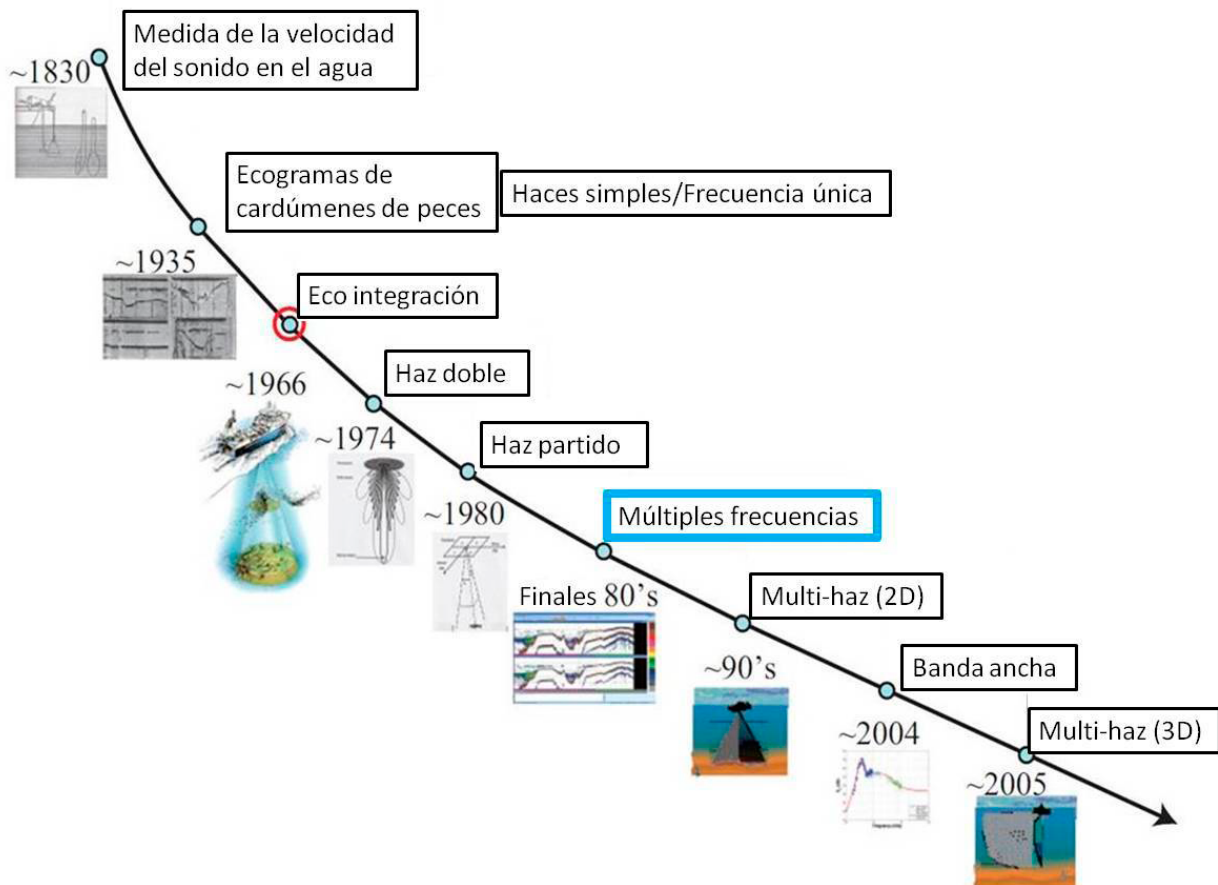 Medida de la velocidad
del sonido en el agua
~1830
Ecogramas de
cardúmenes de peces
Haces simples/Frecuencia única
~1935
Eco integración
~1966
Haz doble
~1974
Haz partido
~1980
Múltiples frecuencias
Finales 80's
Multi-haz (2D)
~90's
Banda ancha
~2004
Multi-haz (3D)
~2005